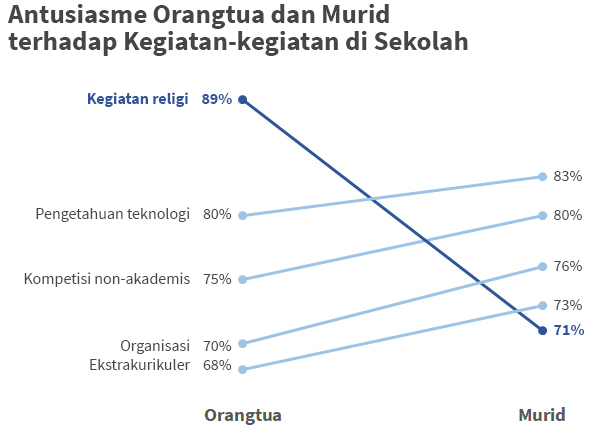 Antusiasme Orangtua dan Murid
terhadap Kegiatan-kegiatan di Sekolah
Kegiatan religi 89%
83%
Pengetahuan teknologi 80%
80%
Kompetisi non-akademis 75%
76%
Organisasi 70%
Ekstrakurikuler 68%
73%
71%
Orangtua Murid